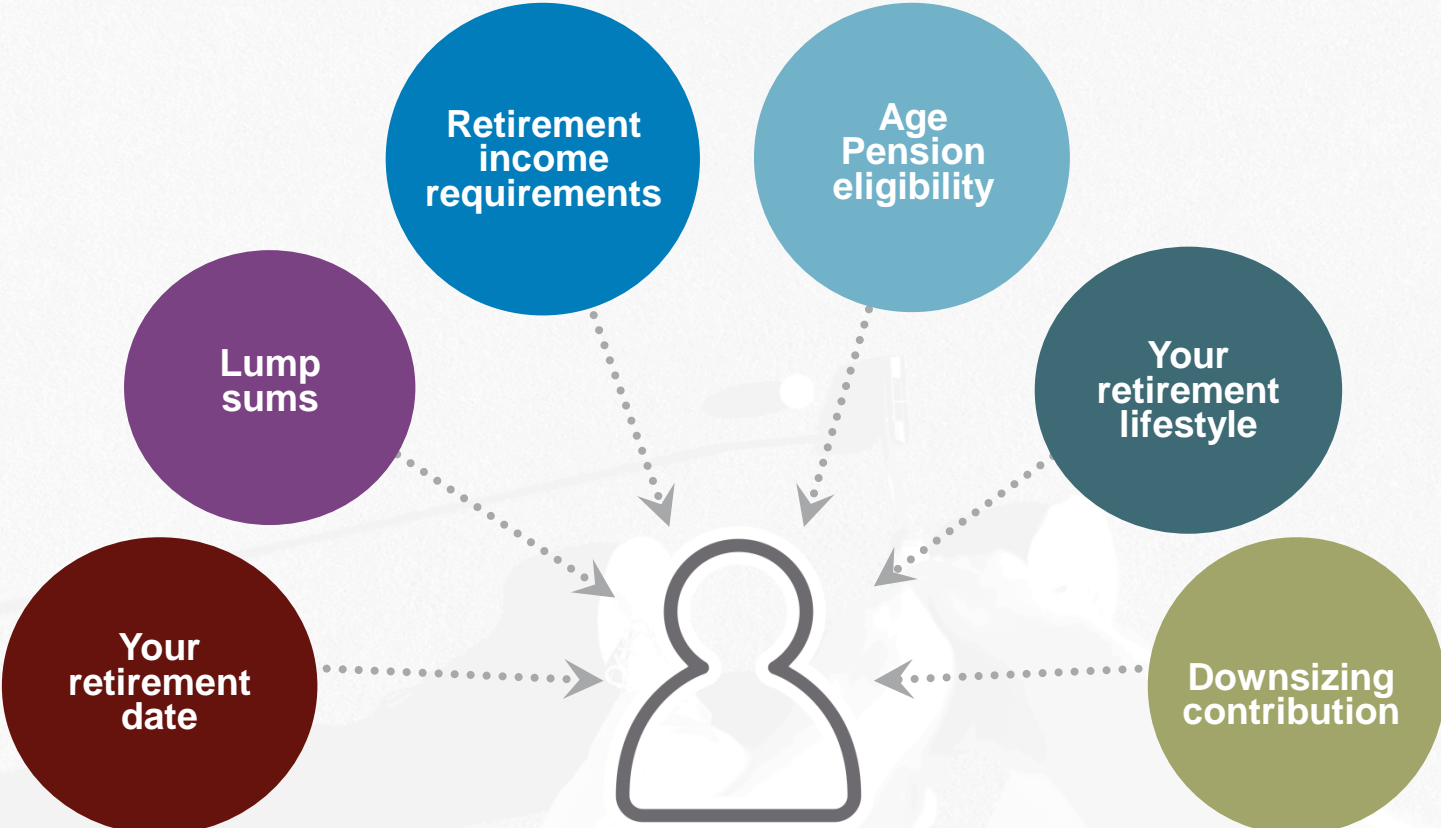 Retirement
income
requirements
Age
Pension
eligibility
Lump
sums
Your
retirement
lifestyle
Your
retirement
date
Downsizing
contribution